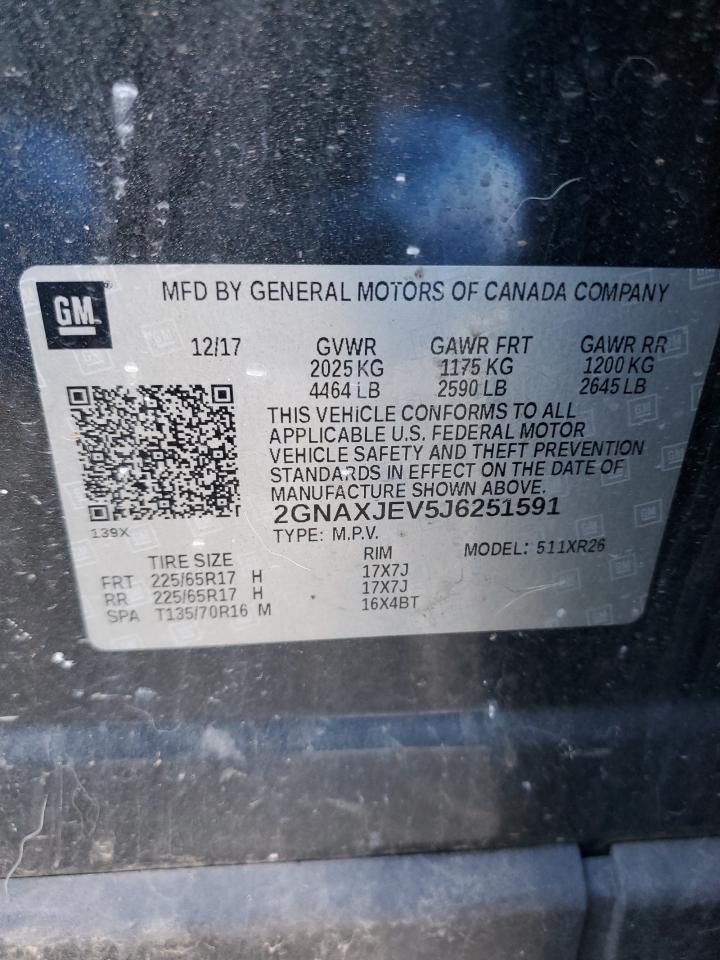 GM
MFD BY GENERAL MOTORS OF CANADA COMPANY
12/17 GVWR GAWR FRT GAWR RR
2025 KG 1175 KG 1200 KG
4464 LB 2590 LB 2645 LB
THIS VEHICLE CONFORMS TO ALL
APPLICABLE U.S. FEDERAL MOTOR
VEHICLE SAFETY AND THEFT PREVENTION
STANDARDS IN EFFECT ON THE DATE OF
MANUFACTURE SHOWN ABOVE.
2GNAXJEV5J6251591
139X
TYPE: M.P.V. MODEL: 511XR26
TIRE SIZE RIM
FRT 225/65R17 H 17X7J
RR 225/65R17 H 17X7J
SPA T135/70R16 M 16X4BT